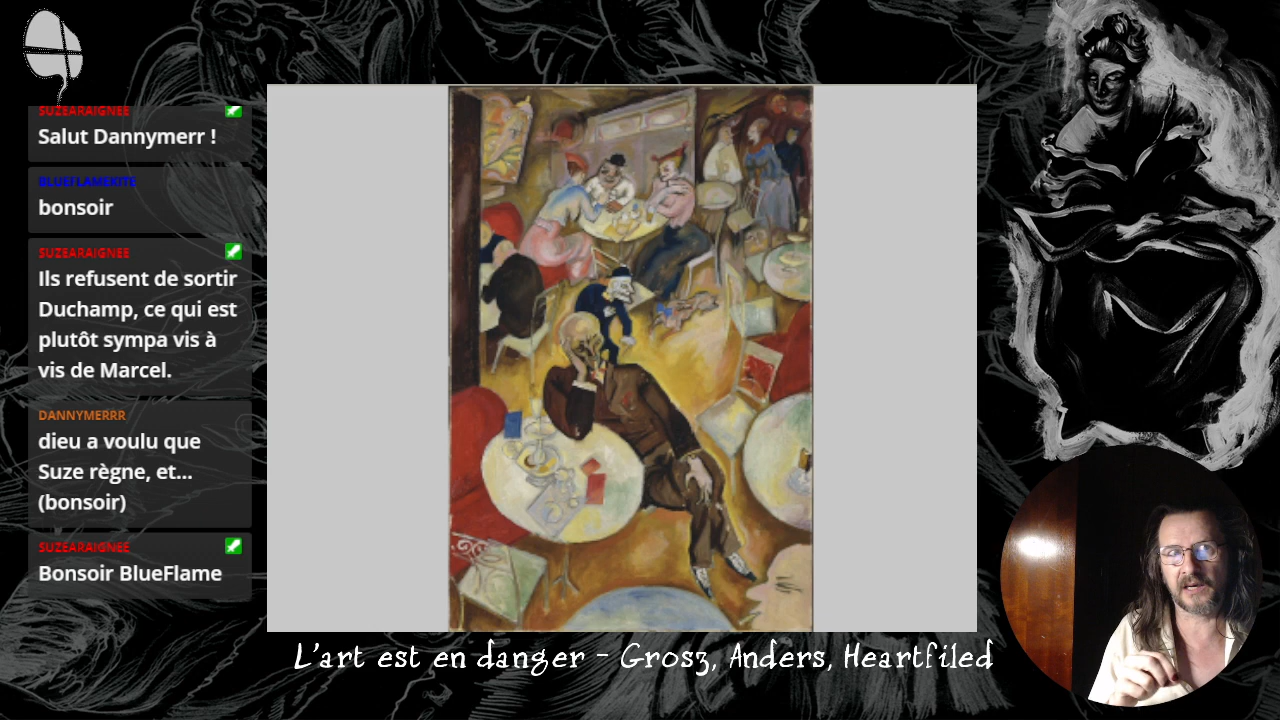 SUZEARAIGNEE
Salut Dannymerr !
BLUEFLAMEKITE
bonsoir
SUZEARAIGNEE
Ils refusent de sortir
Duchamp, ce qui est
plutôt sympa vis à
vis de Marcel.
DANNYMERRR
dieu a voulu que
Suze règne, et...
(bonsoir)
SUZEARAIGNEE
Bonsoir BlueFlame
L'art est en danger - Grosz, Anders, Heartfiled